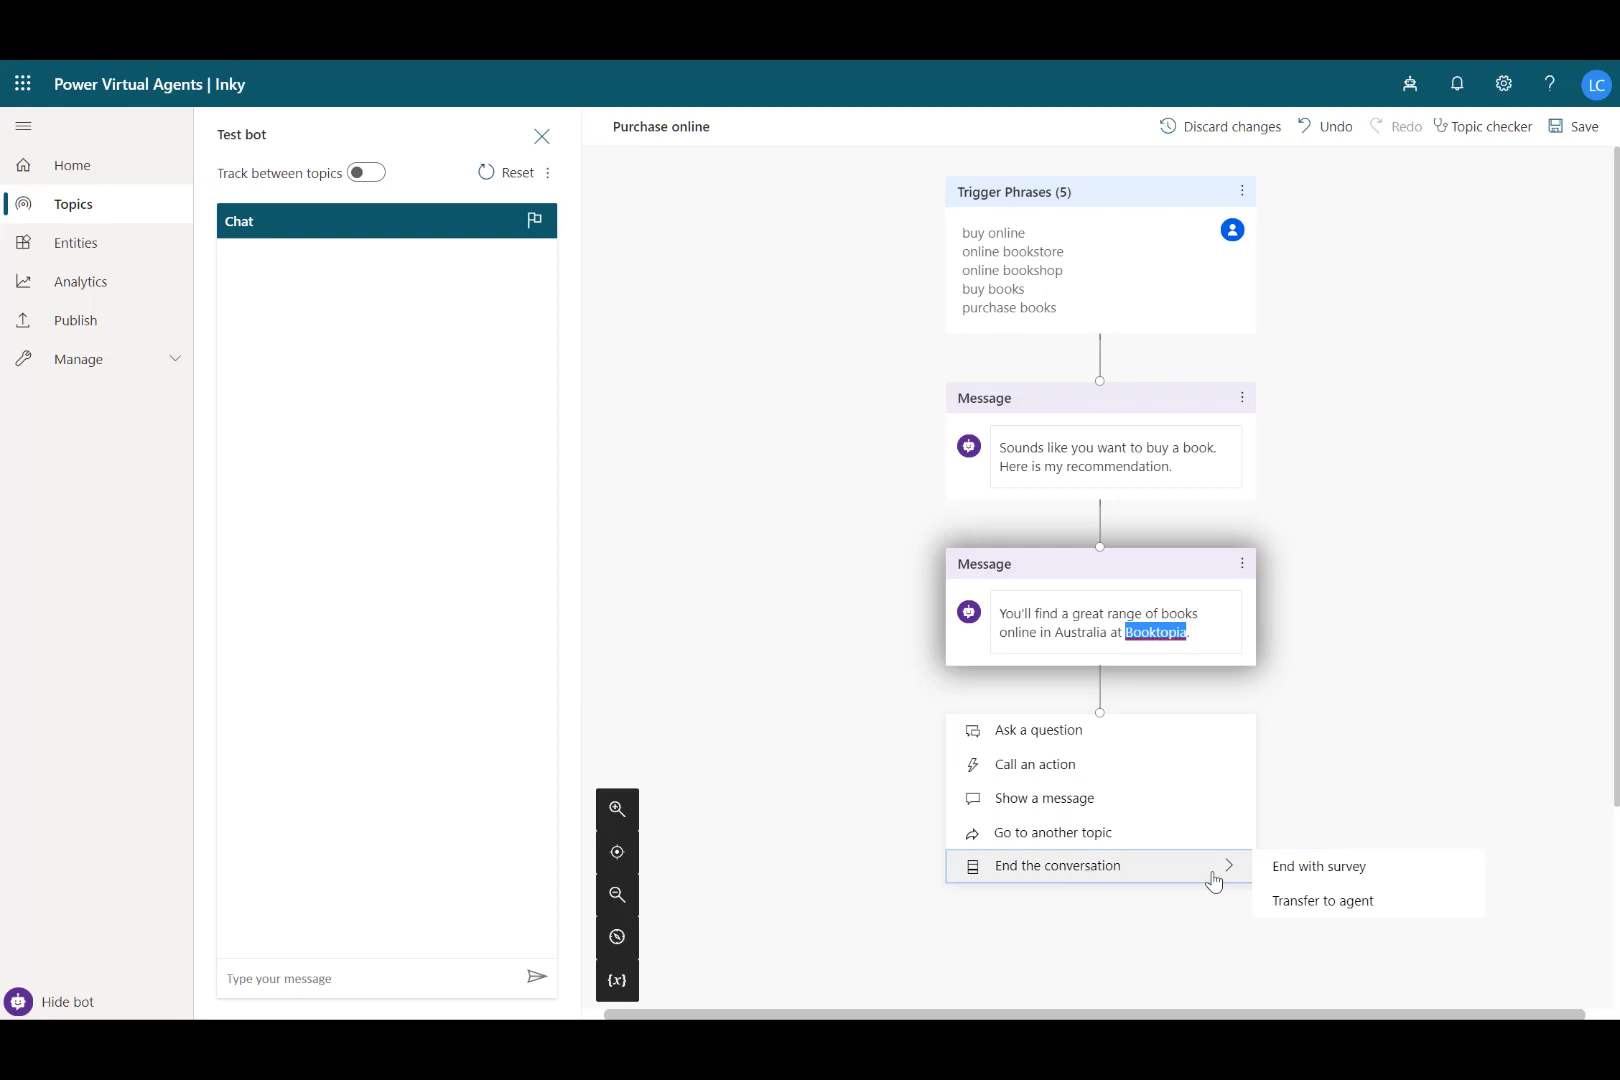 Power Virtual Agents | Inky
LC
Home
Topics
Entities
Analytics
Publish
Manage
Hide bot
Test bot
Track between topics
Reset
Chat
Type your message
Purchase online
Discard changes
Undo
Redo
Topic checker
Save
Trigger Phrases (5)
buy online
online bookstore
online bookshop
buy books
purchase books
Message
Sounds like you want to buy a book.
Here is my recommendation.
Message
You'll find a great range of books
online in Australia at Booktopia.
Ask a question
Call an action
Show a message
Go to another topic
End the conversation
End with survey
Transfer to agent
{x}